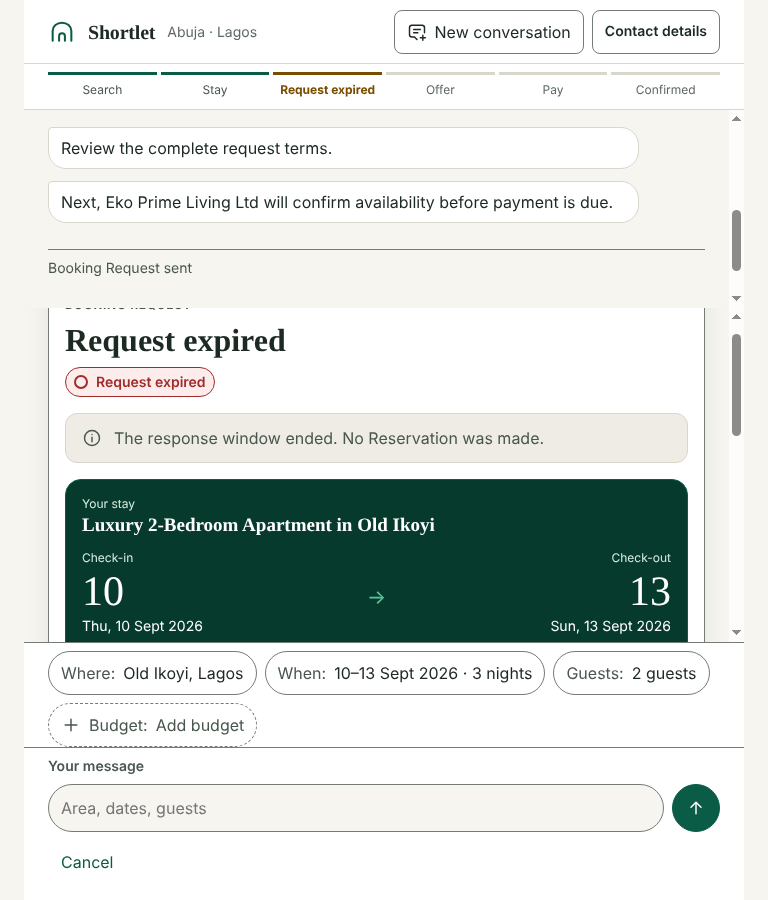 Shortlet
Abuja · Lagos
New conversation
Contact details
Search
Stay
Request expired
Offer
Pay
Confirmed
Review the complete request terms.
Next, Eko Prime Living Ltd will confirm availability before payment is due.
Booking Request sent
Request expired
Request expired
The response window ended. No Reservation was made.
Your stay
Luxury 2-Bedroom Apartment in Old Ikoyi
Check-in
Check-out
10
13
Thu, 10 Sept 2026
Sun, 13 Sept 2026
Where: Old Ikoyi, Lagos
When: 10–13 Sept 2026 · 3 nights
Guests: 2 guests
Budget: Add budget
Your message
Area, dates, guests
Cancel